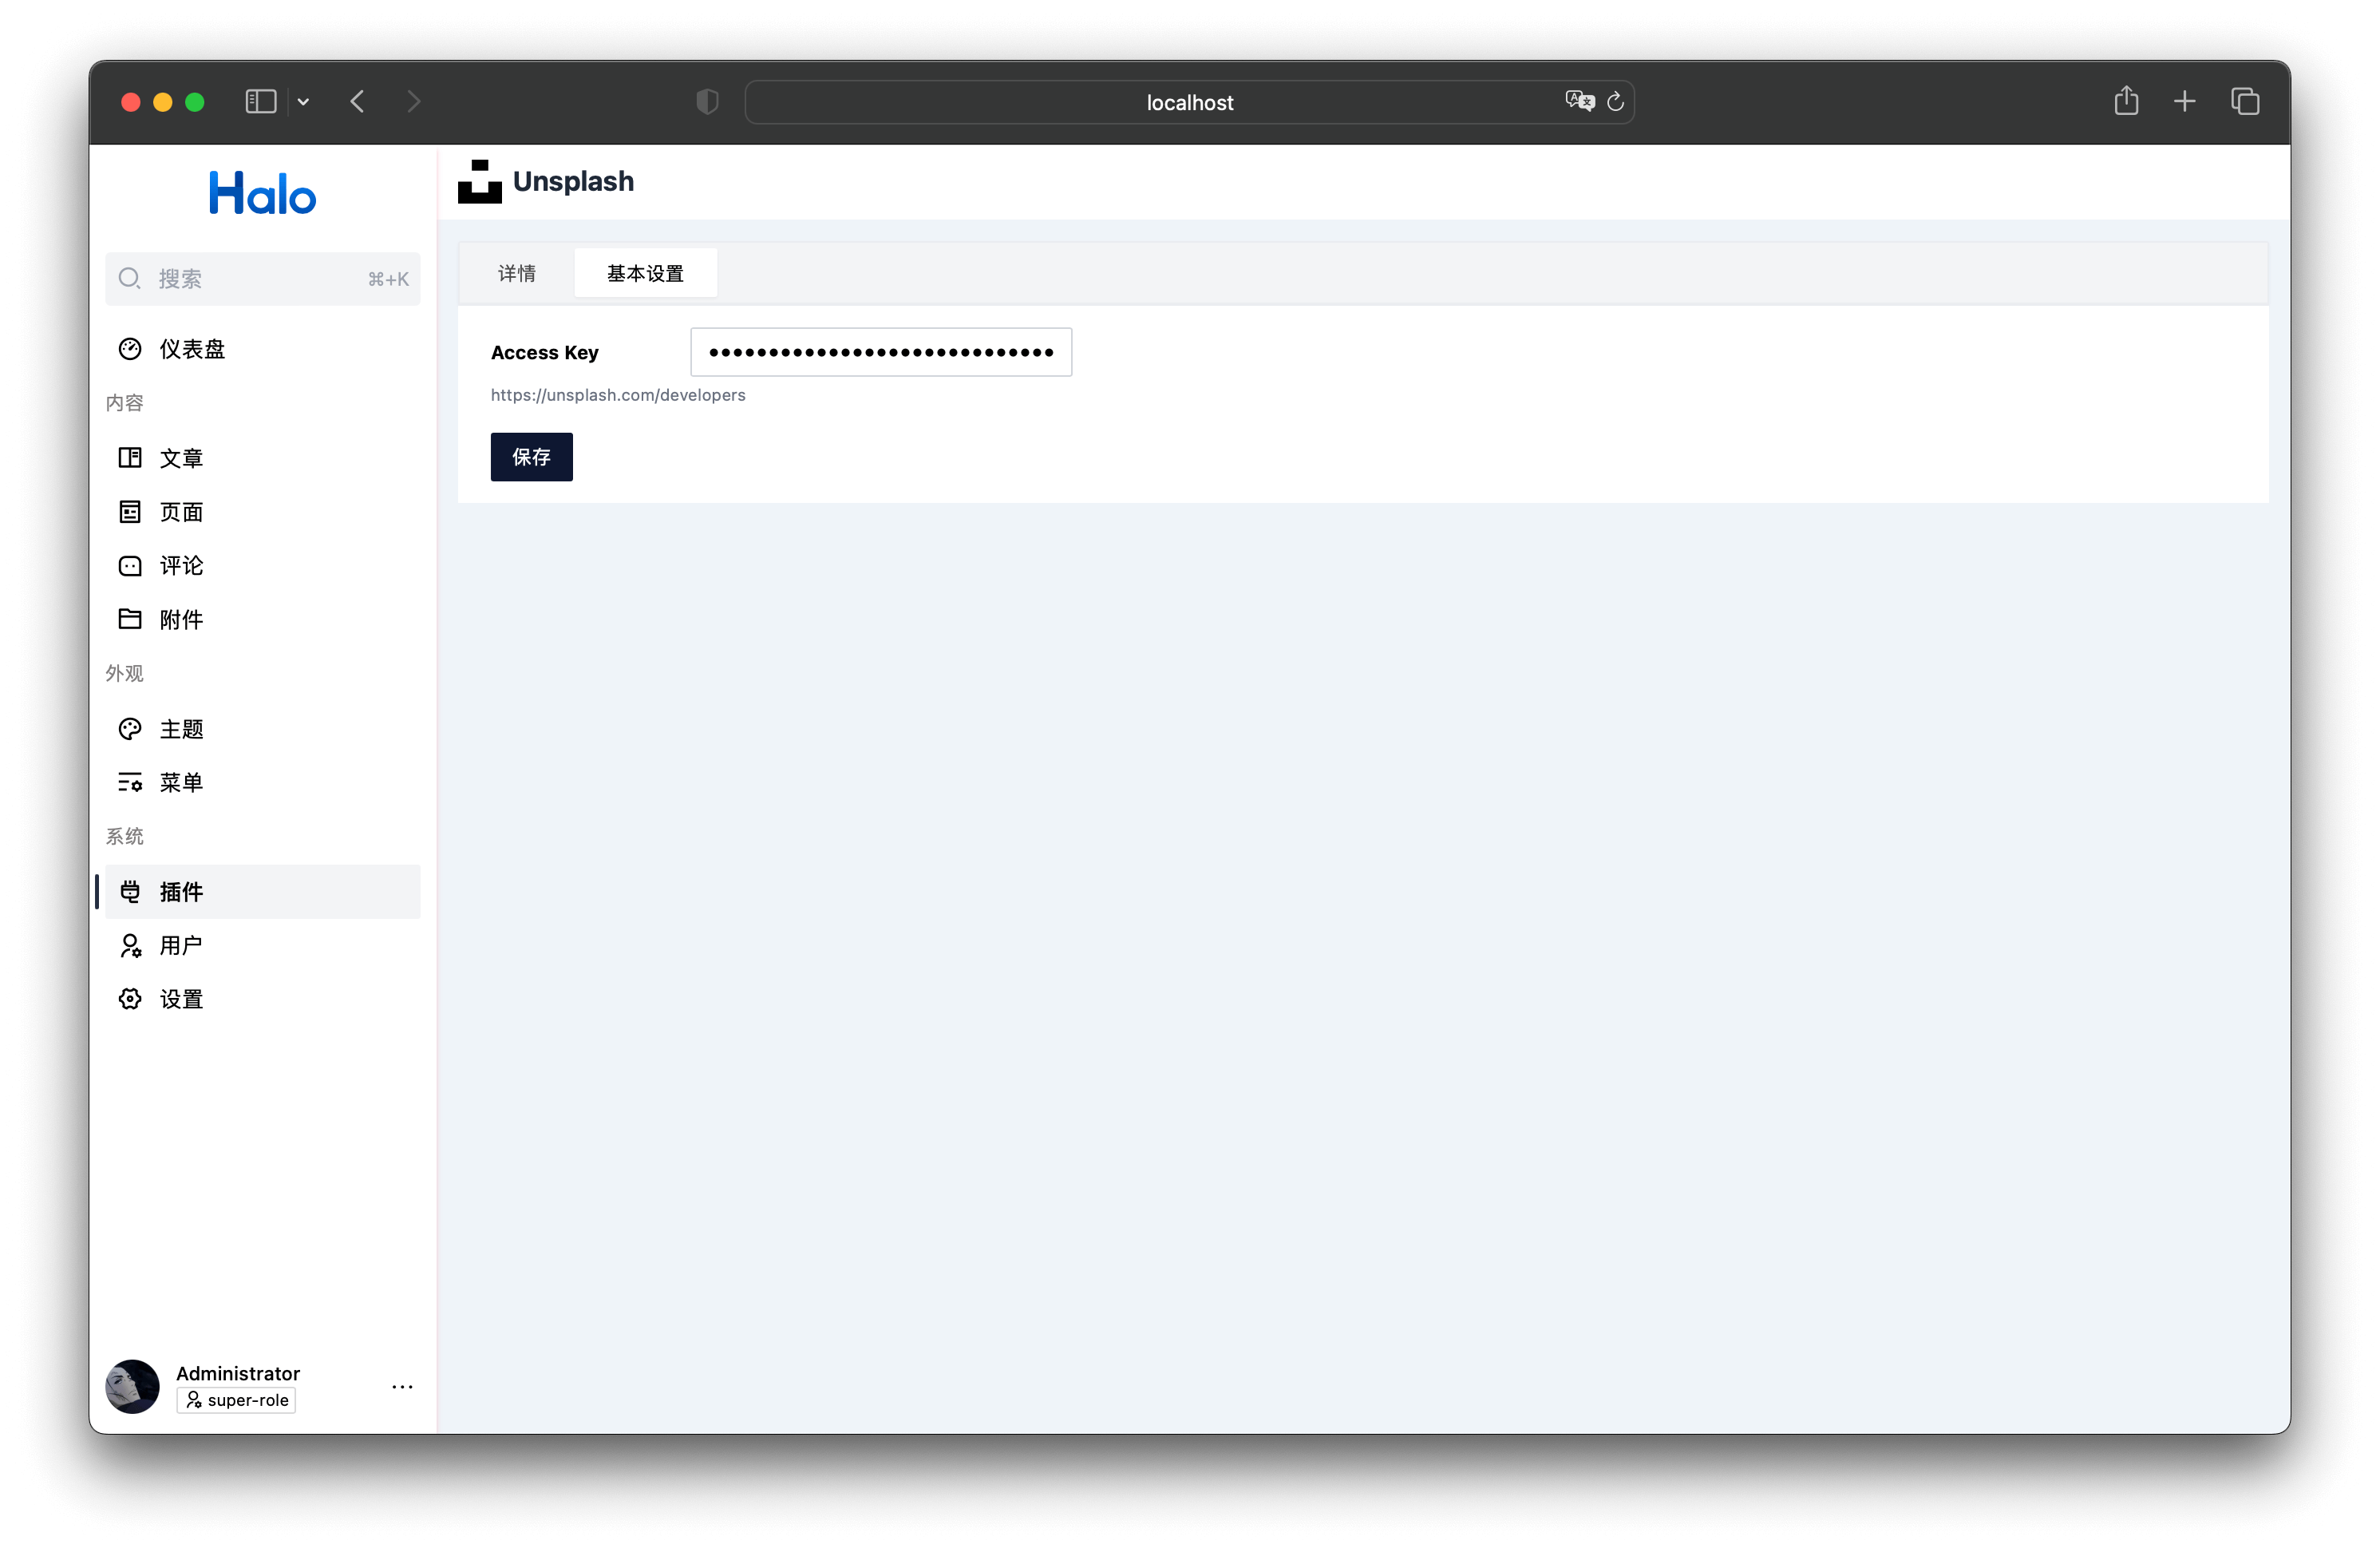 localhost
Halo
搜索 ⌘+K
仪表盘
内容
文章
页面
评论
附件
外观
主题
菜单
系统
插件
用户
设置
Administrator
super-role
Unsplash
详情 基本设置
Access Key
https://unsplash.com/developers
保存